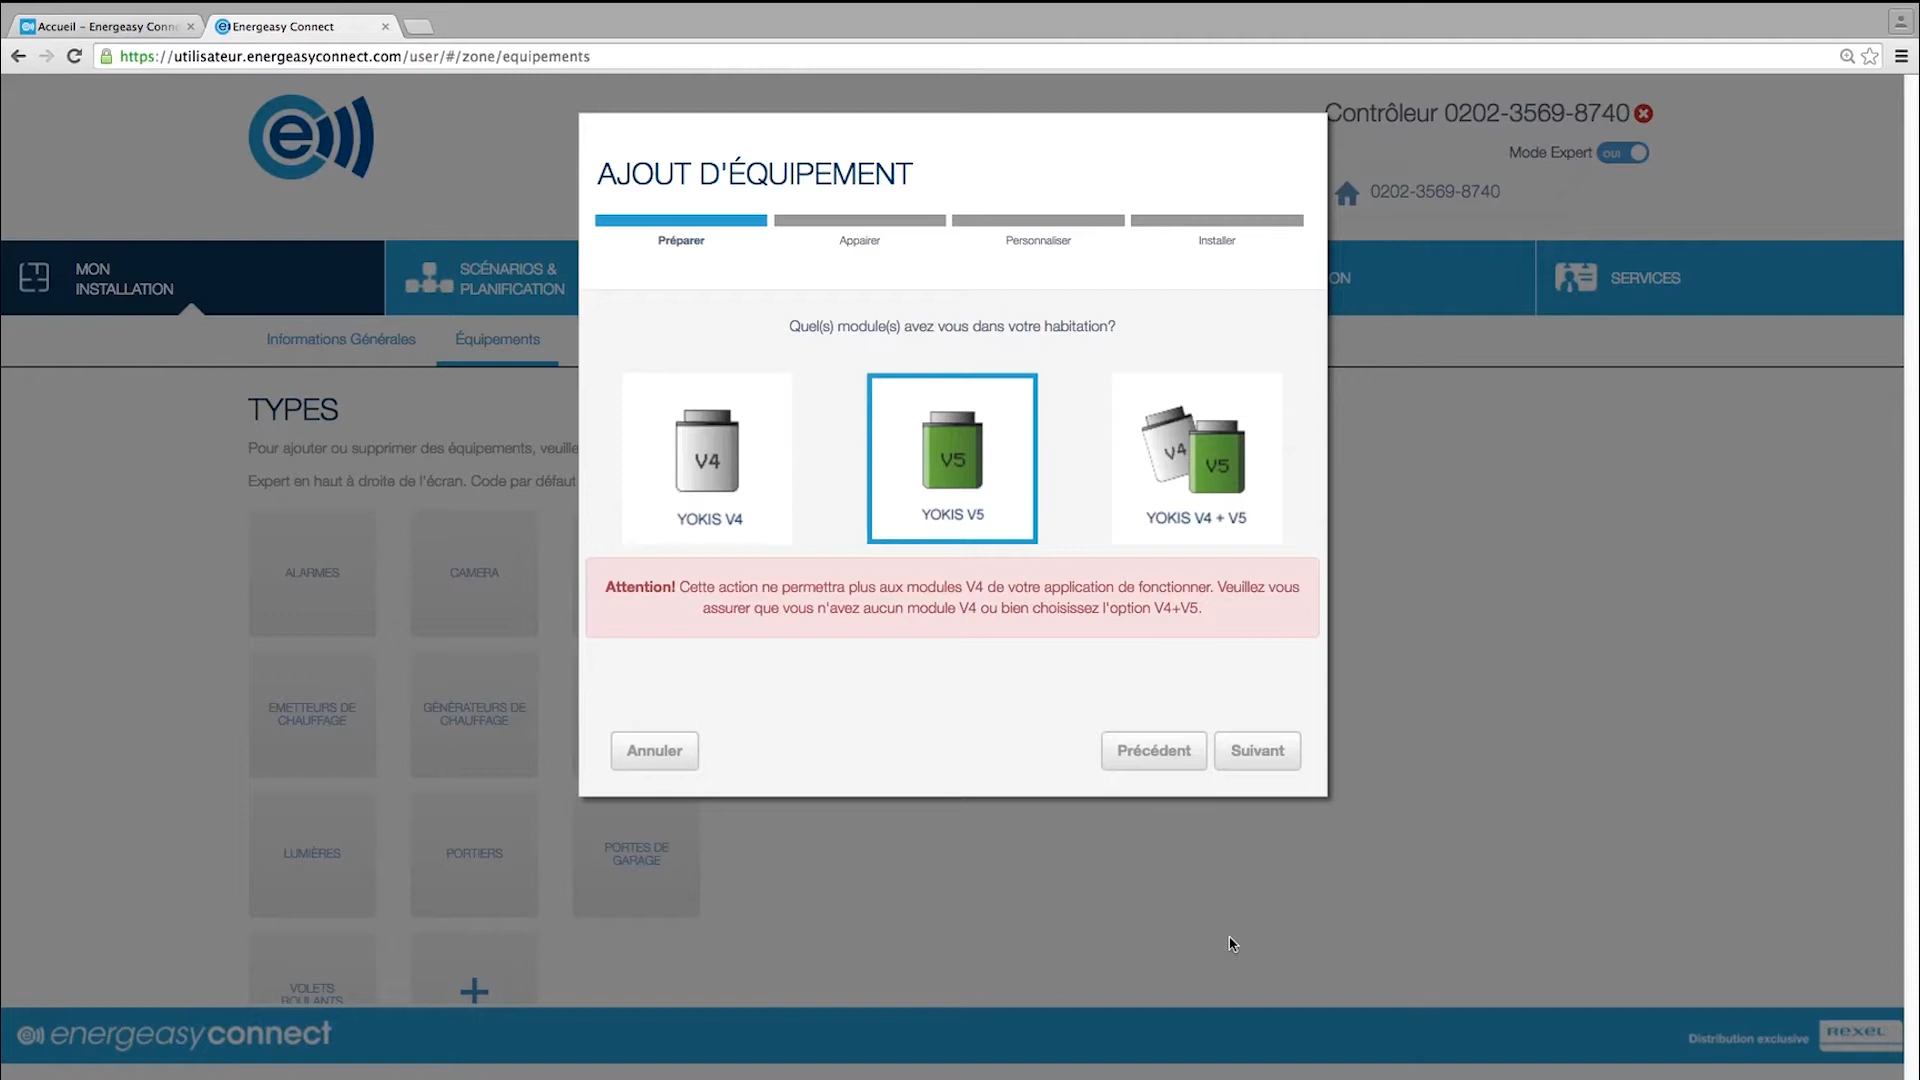 Accueil – Energeasy Conn
Energeasy Connect
https://utilisateur.energeasyconnect.com/user/#/zone/equipements
Contrôleur 0202-3569-8740
Mode Expert OUI
0202-3569-8740
MON
INSTALLATION
SCÉNARIOS &
PLANIFICATION
ON
SERVICES
Informations Générales
Équipements
TYPES
Pour ajouter ou supprimer des équipements, veuille
Expert en haut à droite de l'écran. Code par défaut
ALARMES
CAMERA
EMETTEURS DE
CHAUFFAGE
GÉNÉRATEURS DE
CHAUFFAGE
LUMIÈRES
PORTIERS
PORTES DE
GARAGE
VOLETS
ROULANTS
AJOUT D'ÉQUIPEMENT
Préparer
Appairer
Personnaliser
Installer
Quel(s) module(s) avez vous dans votre habitation?
V4
YOKIS V4
V5
YOKIS V5
V4
V5
YOKIS V4 + V5
Attention! Cette action ne permettra plus aux modules V4 de votre application de fonctionner. Veuillez vous
assurer que vous n'avez aucun module V4 ou bien choisissez l'option V4+V5.
Annuler
Précédent
Suivant
energeasyconnect
Distribution exclusive
REXEL